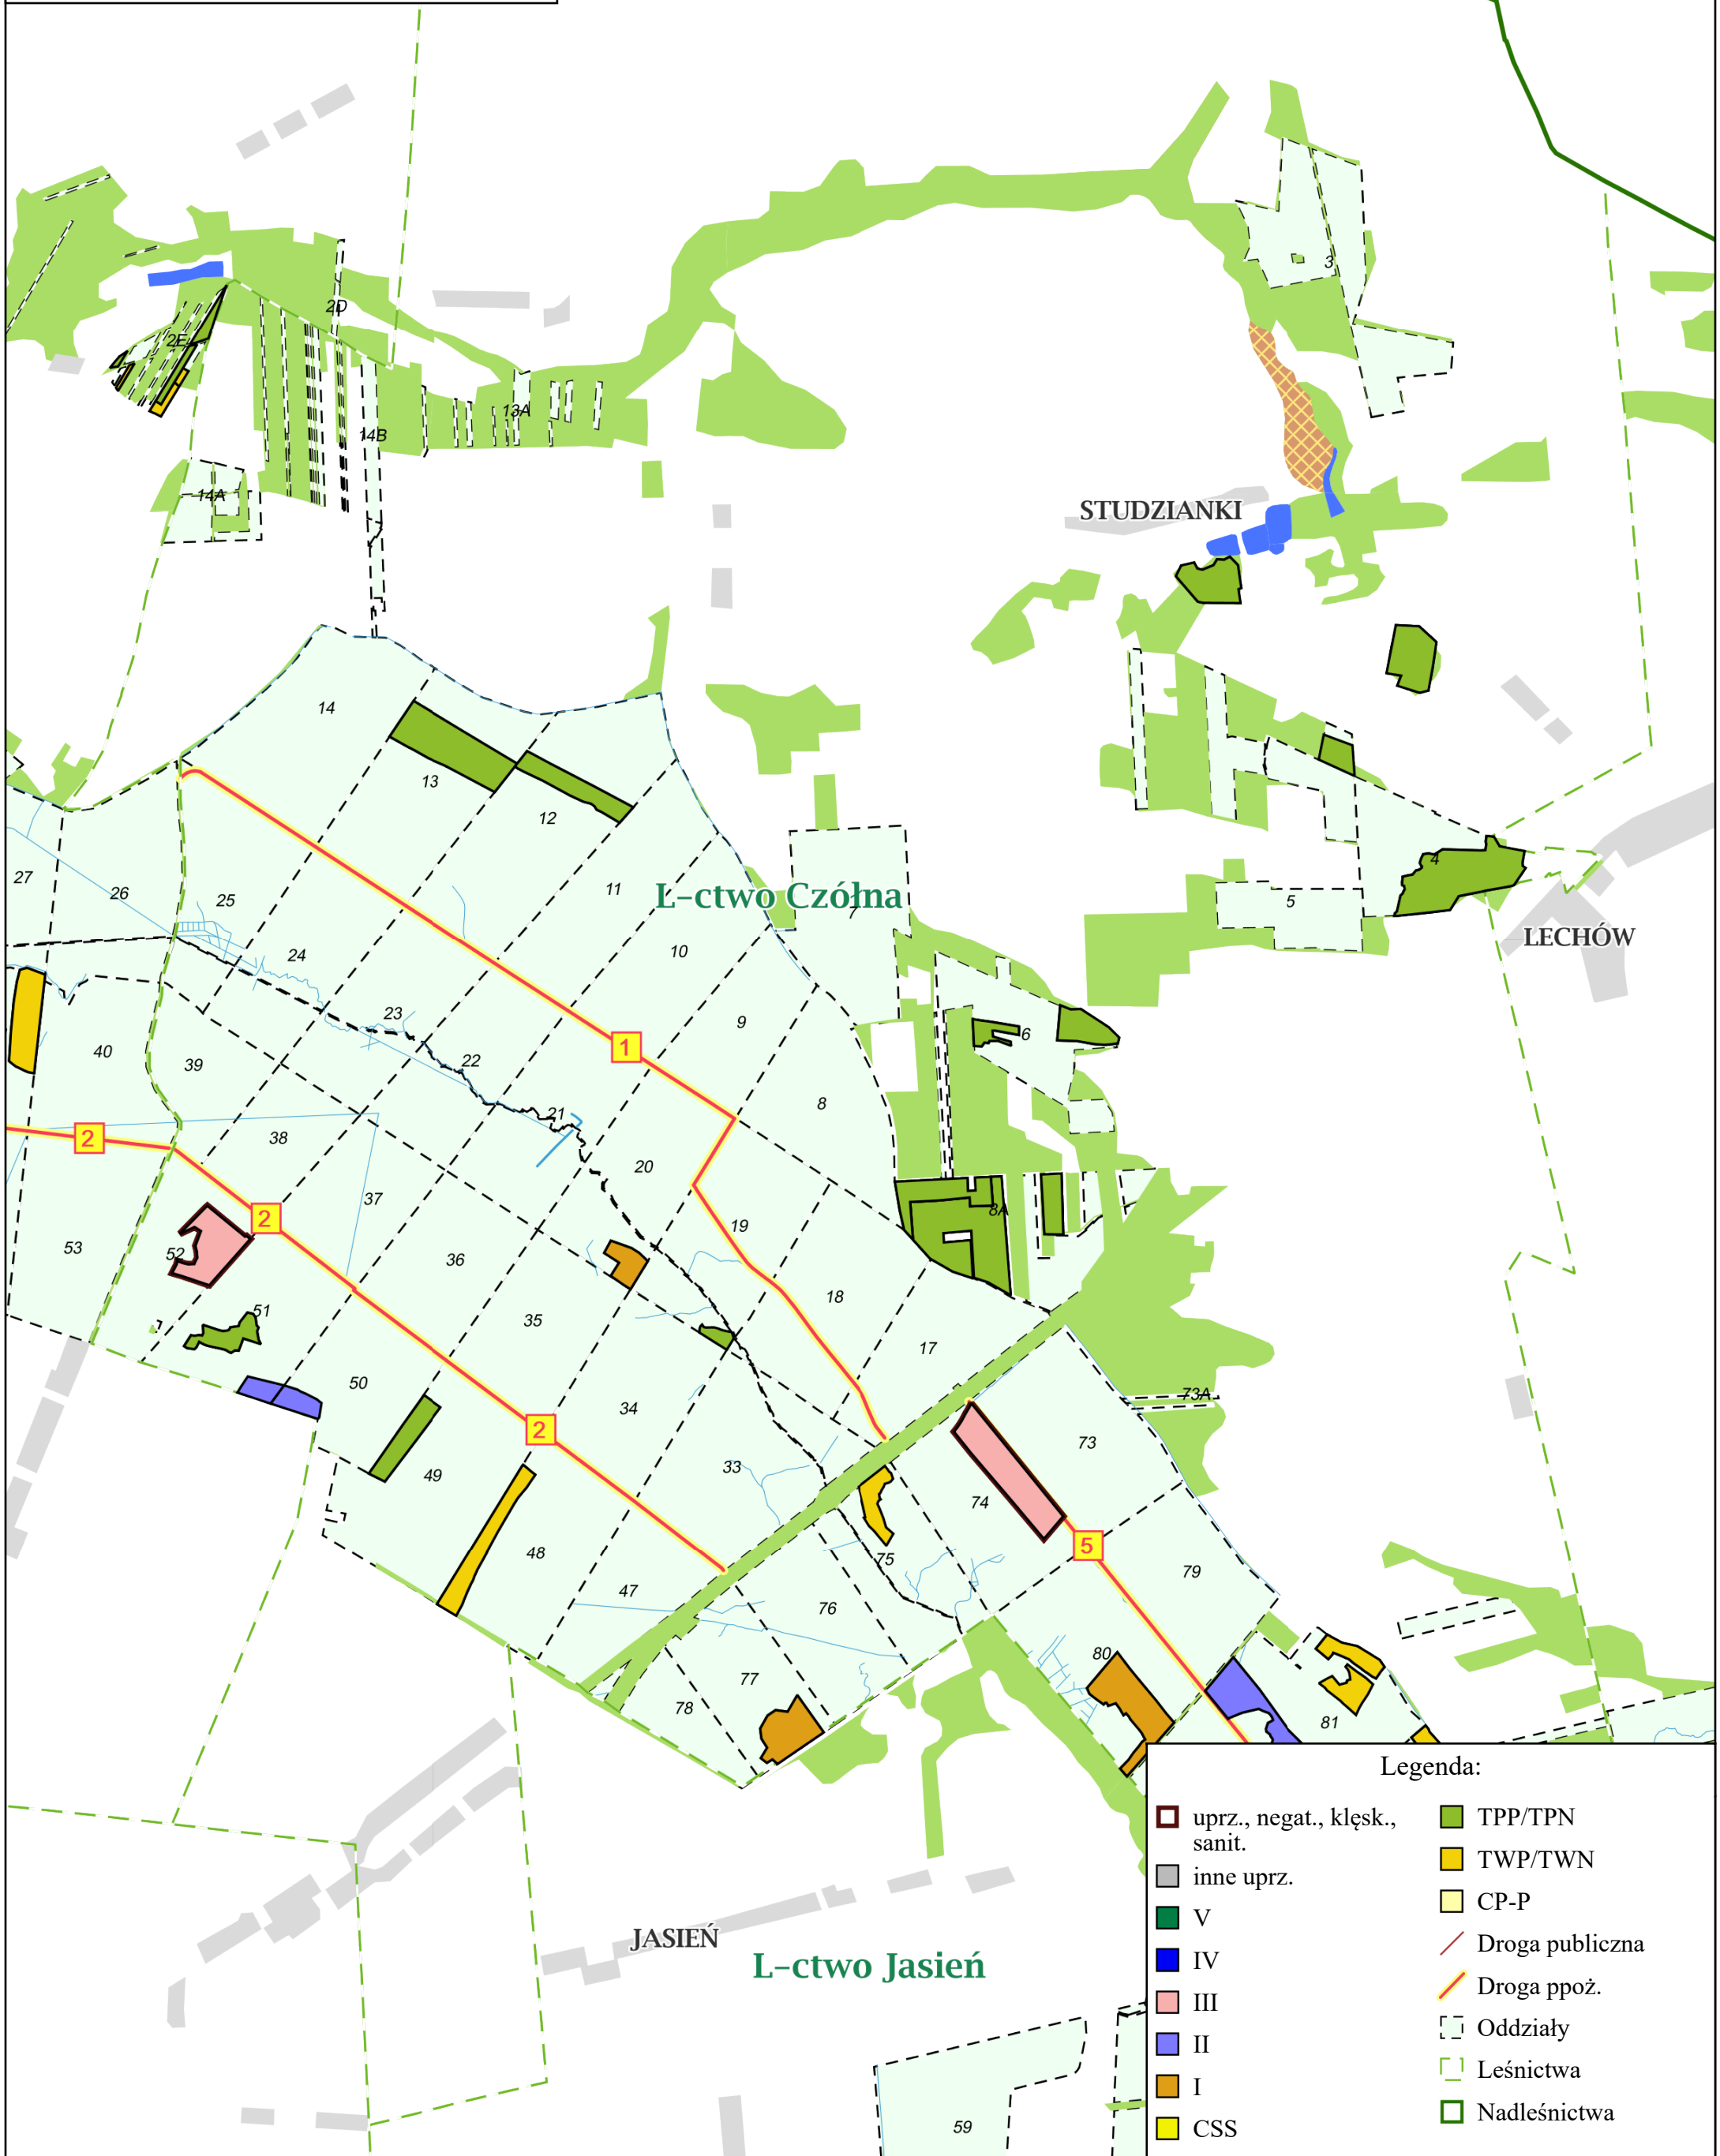 3
2D
2E
13A
14B
14A
STUDZIANKI
14
13
12
4
27
26
25
11
L-ctwo Czółna
7
5
LECHÓW
24
10
23
9
6
40
39
22
1
21
8
2
38
20
37
8A
2
19
53
52
36
18
51
35
17
50
73A
34
2
73
49
33
74
48
5
75
79
47
76
80
77
78
81
Legenda:
uprz., negat., klęsk.,
sanit.
inne uprz.
V
IV
III
II
I
CSS
TPP/TPN
TWP/TWN
CP-P
Droga publiczna
Droga ppoż.
Oddziały
Leśnictwa
Nadleśnictwa
JASIEŃ
L-ctwo Jasień
59